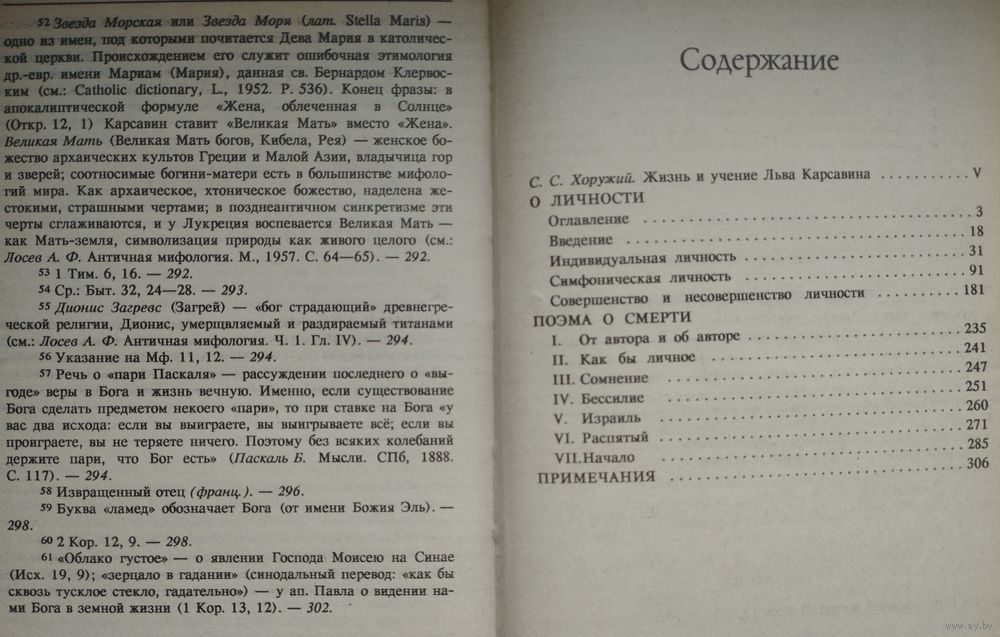 52 Звезда Морская или Звезда Моря (лат. Stella Maris) —
одно из имен, под которыми почитается Дева Мария в католичес-
кой церкви. Происхождением его служит ошибочная этимология
др.-евр. имени Мариам (Мария), данная св. Бернардом Клервос-
ким (см.: Catholic dictionary, L., 1952. P. 536). Конец фразы: в
апокалиптической формуле «Жена, облеченная в Солнце»
(Откр. 12, 1) Карсавин ставит «Великая Мать» вместо «Жена».
Великая Мать (Великая Мать богов, Кибела, Рея) — женское бо-
жество архаических культов Греции и Малой Азии, владычица гор
и зверей; соотносимые богини-матери есть в большинстве мифоло-
гий мира. Как архаическое, хтоническое божество, наделена же-
стокими, страшными чертами; в позднеантичном синкретизме эти
черты сглаживаются, и у Лукреция воспевается Великая Мать —
как Мать-земля, символизация природы как живого целого (см.:
Лосев А. Ф. Античная мифология. М., 1957. С. 64—65). — 292.
53 1 Тим. 6, 16. — 292.
54 Ср.: Быт. 32, 24—28. — 293.
55 Дионис Загревс (Загрей) — «бог страдающий» древнегре-
ческой религии, Дионис, умерщвляемый и раздираемый титанами
(см.: Лосев А. Ф. Античная мифология. Ч. 1. Гл. IV). — 294.
56 Указание на Мф. 11, 12. — 294.
57 Речь о «пари Паскаля» — рассуждении последнего о «вы-
годе» веры в Бога и жизнь вечную. Именно, если существование
Бога сделать предметом некоего «пари», то при ставке на Бога «у
вас два исхода: если вы выиграете, вы выигрываете всё; если вы
проиграете, вы не теряете ничего. Поэтому без всяких колебаний
держите пари, что Бог есть» (Паскаль Б. Мысли. СПб, 1888.
С. 117). — 294.
58 Извращенный отец (франц.). — 296.
59 Буква «ламед» обозначает Бога (от имени Божия Эль). —
298.
60 2 Кор. 12, 9. — 298.
61 «Облако густое» — о явлении Господа Моисею на Синае
(Исх. 19, 9); «зерцало в гадании» (синодальный перевод: «как бы
сквозь тусклое стекло, гадательно») — у ап. Павла о видении на-
ми Бога в земной жизни (1 Кор. 13, 12). — 302.
Содержание
С. С. Хоружий. Жизнь и учение Льва Карсавина .......... V
О ЛИЧНОСТИ
Оглавление .......... 3
Введение .......... 18
Индивидуальная личность .......... 31
Симфоническая личность .......... 91
Совершенство и несовершенство личности .......... 181
ПОЭМА О СМЕРТИ
I. От автора и об авторе .......... 235
II. Как бы личное .......... 241
III. Сомнение .......... 247
IV. Бессилие .......... 251
V. Израиль .......... 260
VI. Распятый .......... 271
VII. Начало .......... 285
ПРИМЕЧАНИЯ .......... 306
www.ay.by